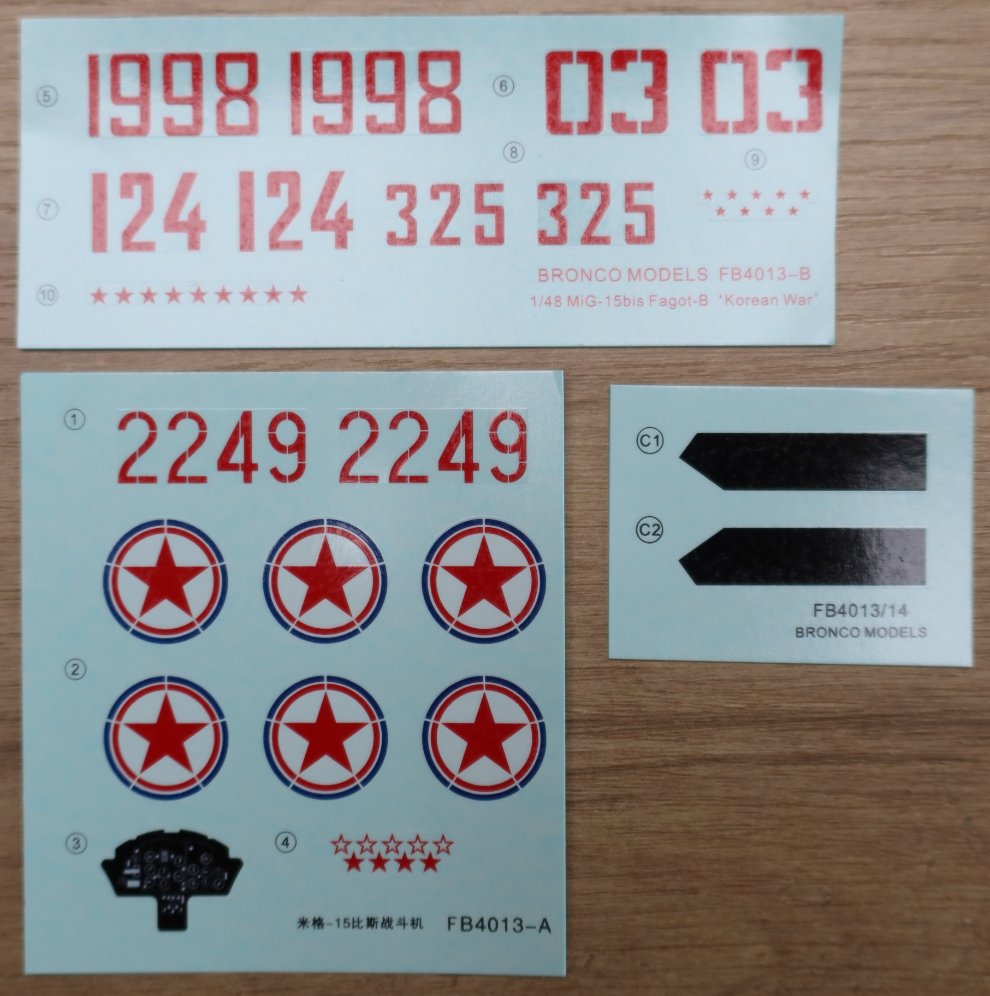 ⑤ 1998 1998 ⑥ 03 03
⑧ ⑨
⑦ 124 124 325 325
⑩
BRONCO MODELS FB4013-B
1/48 MiG-15bis Fagot-B "Korean War"
① 2249 2249
②
③ ④
米格-15比斯战斗机 FB4013-A
C1
C2
FB4013/14
BRONCO MODELS